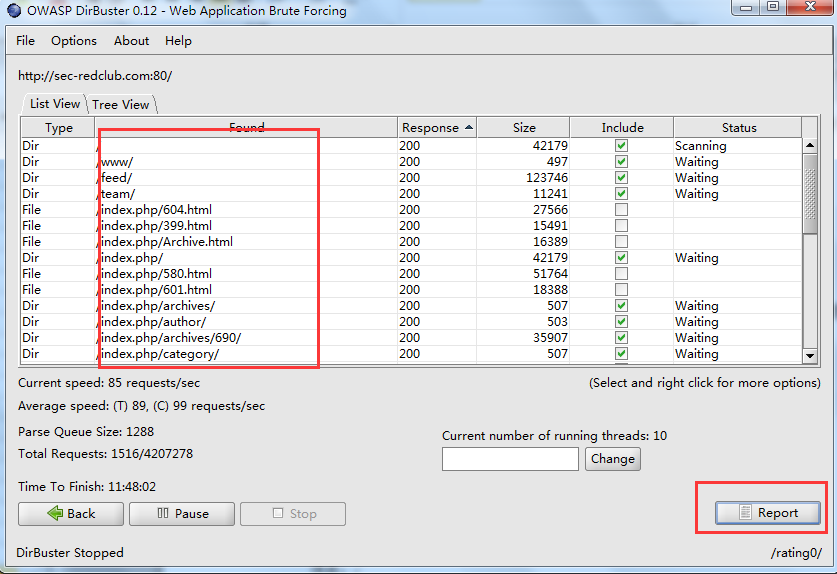 OWASP DirBuster 0.12 - Web Application Brute Forcing
File Options About Help
http://sec-redclub.com:80/
List View Tree View
Type Found Response Size Include Status
Dir / 200 42179 Scanning
Dir /www/ 200 497 Waiting
Dir /feed/ 200 123746 Waiting
Dir /team/ 200 11241 Waiting
File /index.php/604.html 200 27566
File /index.php/399.html 200 15491
File /index.php/Archive.html 200 16389
Dir /index.php/ 200 42179 Waiting
File /index.php/580.html 200 51764
File /index.php/601.html 200 18388
Dir /index.php/archives/ 200 507 Waiting
Dir /index.php/author/ 200 503 Waiting
Dir /index.php/archives/690/ 200 35907 Waiting
Dir /index.php/category/ 200 507 Waiting
Current speed: 85 requests/sec (Select and right click for more options)
Average speed: (T) 89, (C) 99 requests/sec
Parse Queue Size: 1288 Current number of running threads: 10
Total Requests: 1516/4207278 Change
Time To Finish: 11:48:02
Back Pause Stop Report
DirBuster Stopped /rating0/